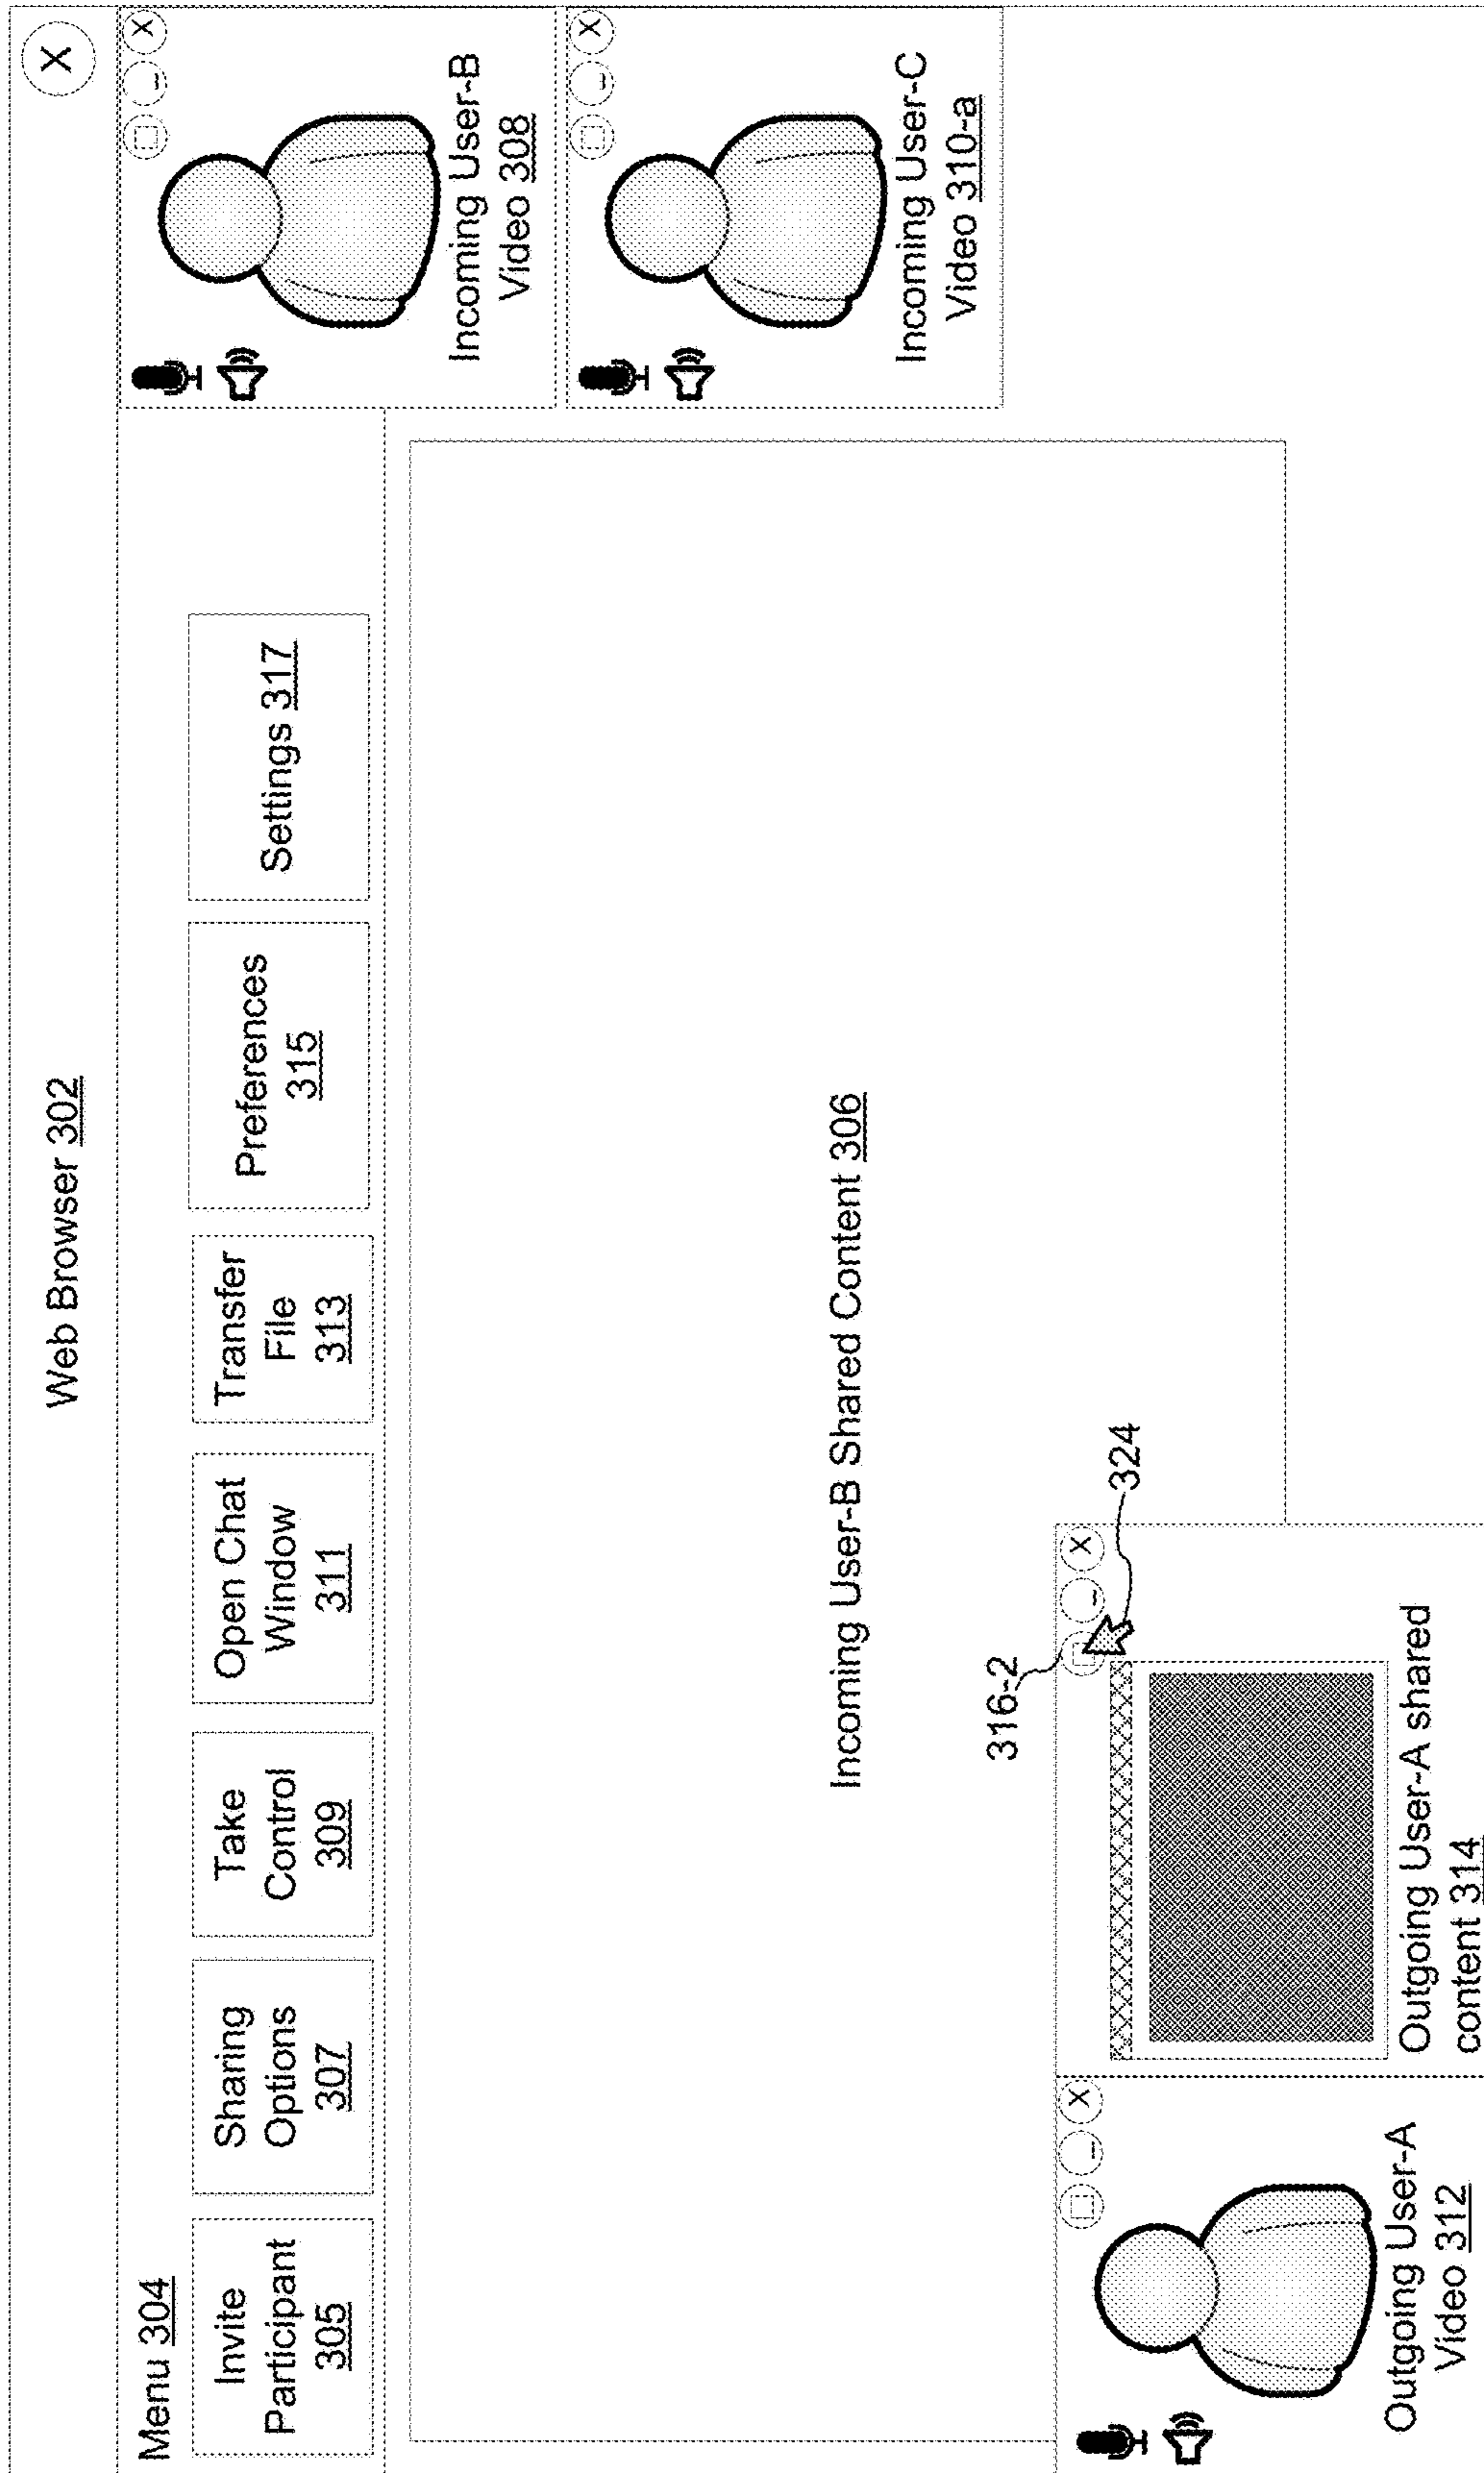 Web Browser 302
X
Menu 304
Invite
Participant
305
Sharing
Options
307
Take
Control
309
Open Chat
Window
311
Transfer
File
313
Preferences
315
Settings 317
X
Incoming User-B
Video 308
X
Incoming User-C
Video 310-a
Incoming User-B Shared Content 306
316-2
324
X
Outgoing User-A
Video 312
X
Outgoing User-A shared
content 314